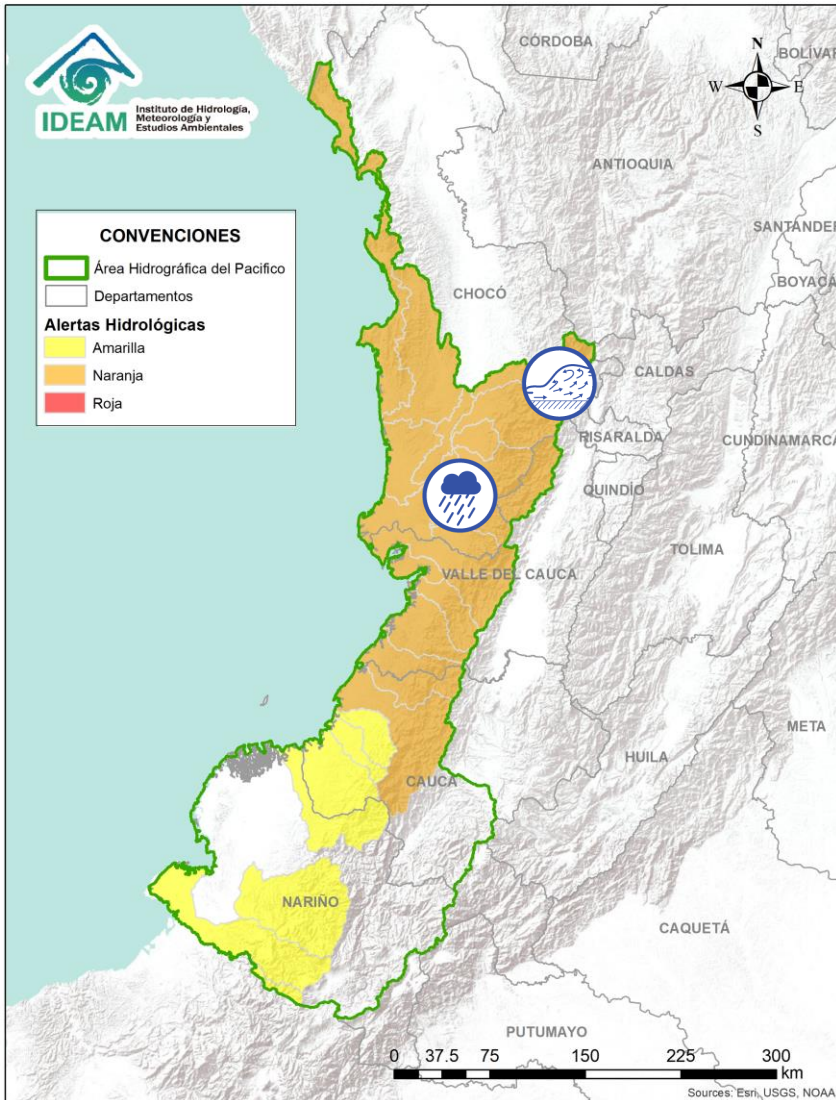 IDEAM
Instituto de Hidrología,
Meteorología y
Estudios Ambientales
CONVENCIONES
Área Hidrográfica del Pacifico
Departamentos
Alertas Hidrológicas
Amarilla
Naranja
Roja
N
W
E
S
CÓRDOBA
BOLÍVAR
ANTIOQUIA
SANTANDER
BOYACÁ
CHOCÓ
CALDAS
RISARALDA
CUNDINAMARCA
QUINDÍO
TOLIMA
VALLE DEL CAUCA
META
HUILA
CAUCA
NARIÑO
CAQUETÁ
PUTUMAYO
0 37.5 75 150 225 300
km
Sources: Esri, USGS, NOAA